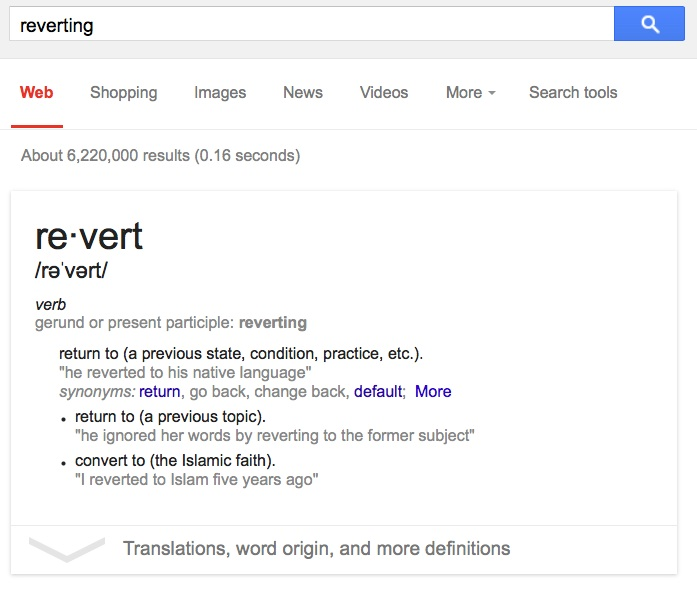 reverting
Web Shopping Images News Videos More Search tools
About 6,220,000 results (0.16 seconds)
re·vert
/rəˈvərt/
verb
gerund or present participle: reverting
return to (a previous state, condition, practice, etc.).
"he reverted to his native language"
synonyms: return, go back, change back, default; More
• return to (a previous topic).
"he ignored her words by reverting to the former subject"
• convert to (the Islamic faith).
"I reverted to Islam five years ago"
Translations, word origin, and more definitions